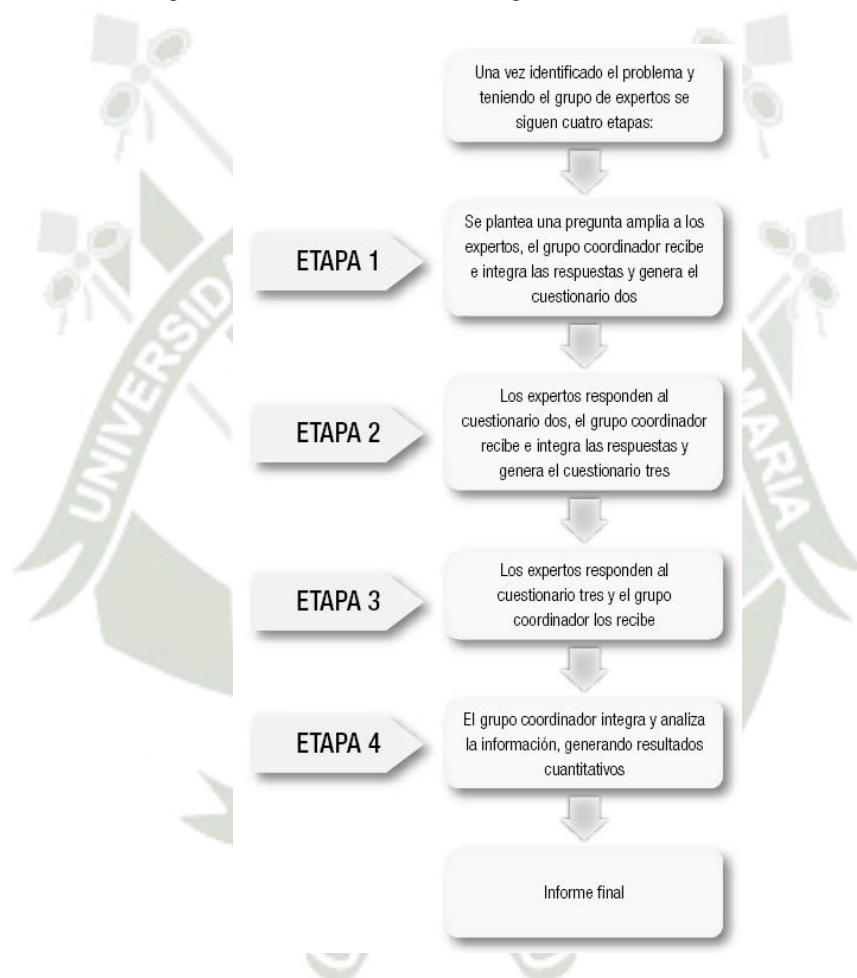 Una vez identificado el problema y
teniendo el grupo de expertos se
siguen cuatro etapas:
ETAPA 1
Se plantea una pregunta amplia a los
expertos, el grupo coordinador recibe
e integra las respuestas y genera el
cuestionario dos
ETAPA 2
Los expertos responden al
cuestionario dos, el grupo coordinador
recibe e integra las respuestas y
genera el cuestionario tres
ETAPA 3
Los expertos responden al
cuestionario tres y el grupo
coordinador los recibe
ETAPA 4
El grupo coordinador integra y analiza
la información, generando resultados
cuantitativos
Informe final
UNIVERSIDA
MARIA